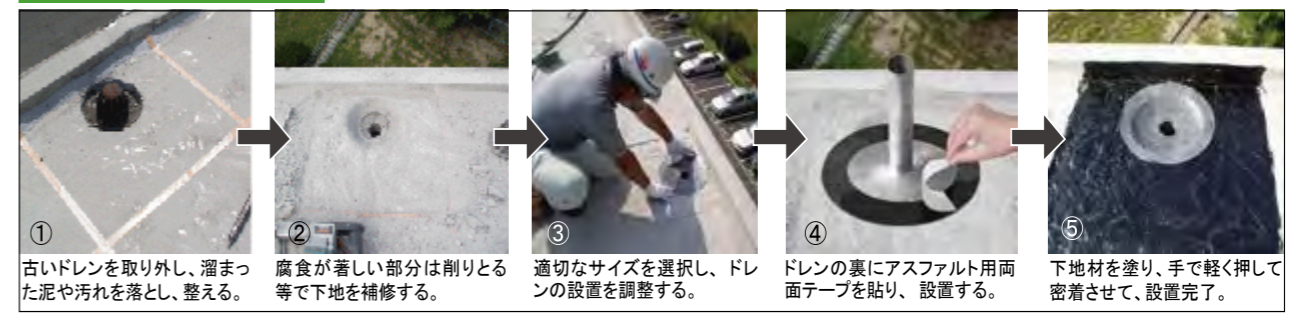 ①
古いドレンを取り外し、溜まっ
た泥や汚れを落とし、整える。
②
腐食が著しい部分は削りとる
等で下地を補修する。
③
適切なサイズを選択し、ドレ
ンの設置を調整する。
④
ドレンの裏にアスファルト用両
面テープを貼り、設置する。
⑤
下地材を塗り、手で軽く押して
密着させて、設置完了。